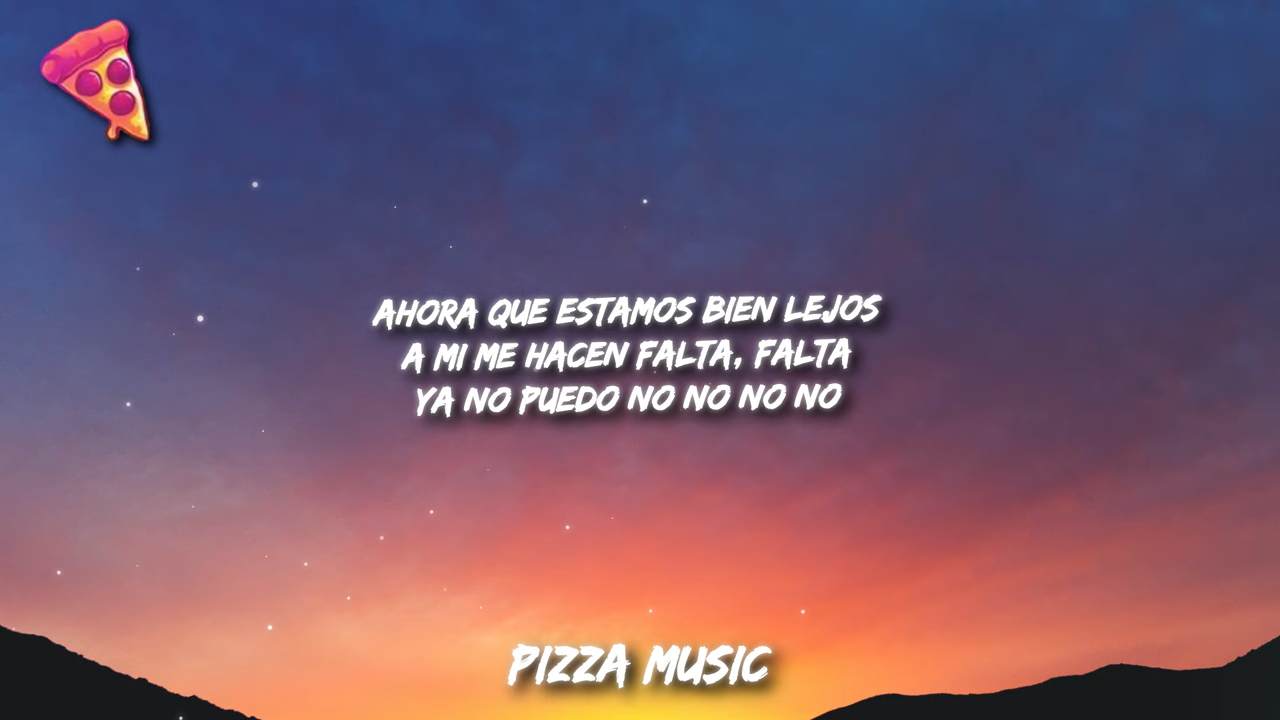 AHORA QUE ESTAMOS BIEN LEJOS
A MI ME HACEN FALTA, FALTA
YA NO PUEDO NO NO NO NO
PIZZA MUSIC